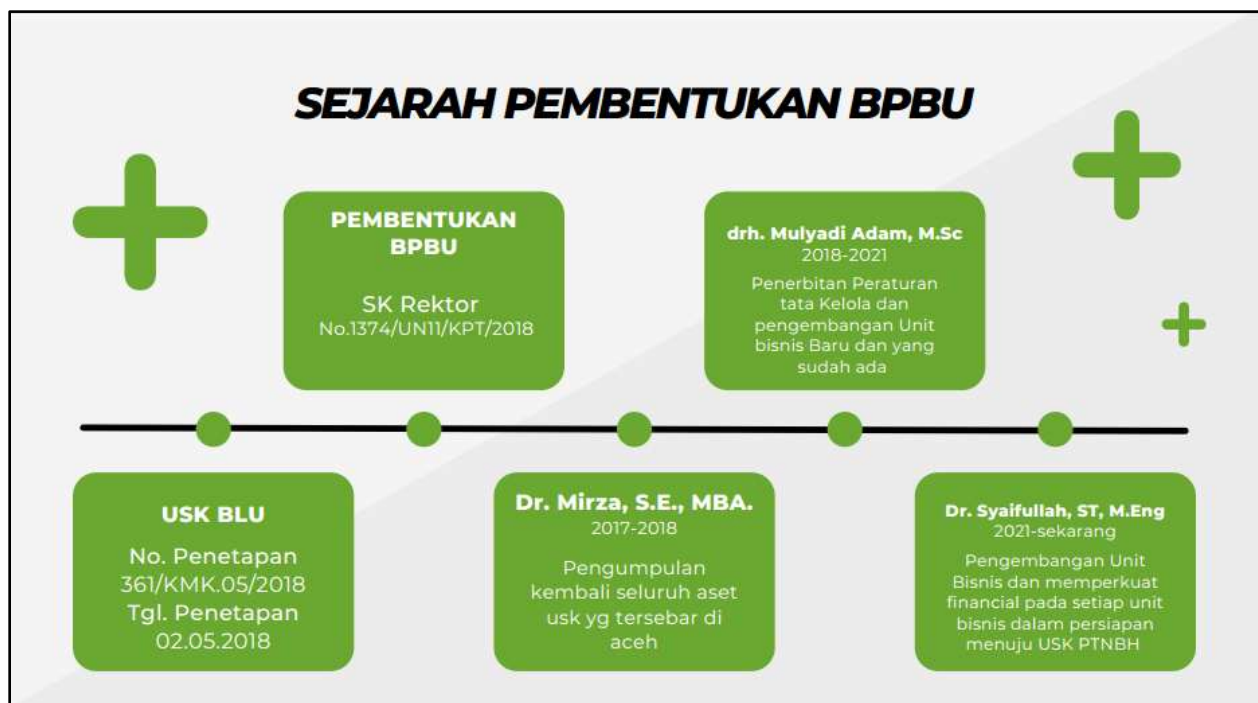 SEJARAH PEMBENTUKAN BPBU
PEMBENTUKAN
BPBU
SK Rektor
No.1374/UN11/KPT/2018
drh. Mulyadi Adam, M.Sc
2018-2021
Penerbitan Peraturan
tata Kelola dan
pengembangan Unit
bisnis Baru dan yang
sudah ada
USK BLU
No. Penetapan
361/KMK.05/2018
Tgl. Penetapan
02.05.2018
Dr. Mirza, S.E., MBA.
2017-2018
Pengumpulan
kembali seluruh aset
usk yg tersebar di
aceh
Dr. Syaifullah, ST, M.Eng
2021-sekarang
Pengembangan Unit
Bisnis dan memperkuat
financial pada setiap unit
bisnis dalam persiapan
menuju USK PTNBH